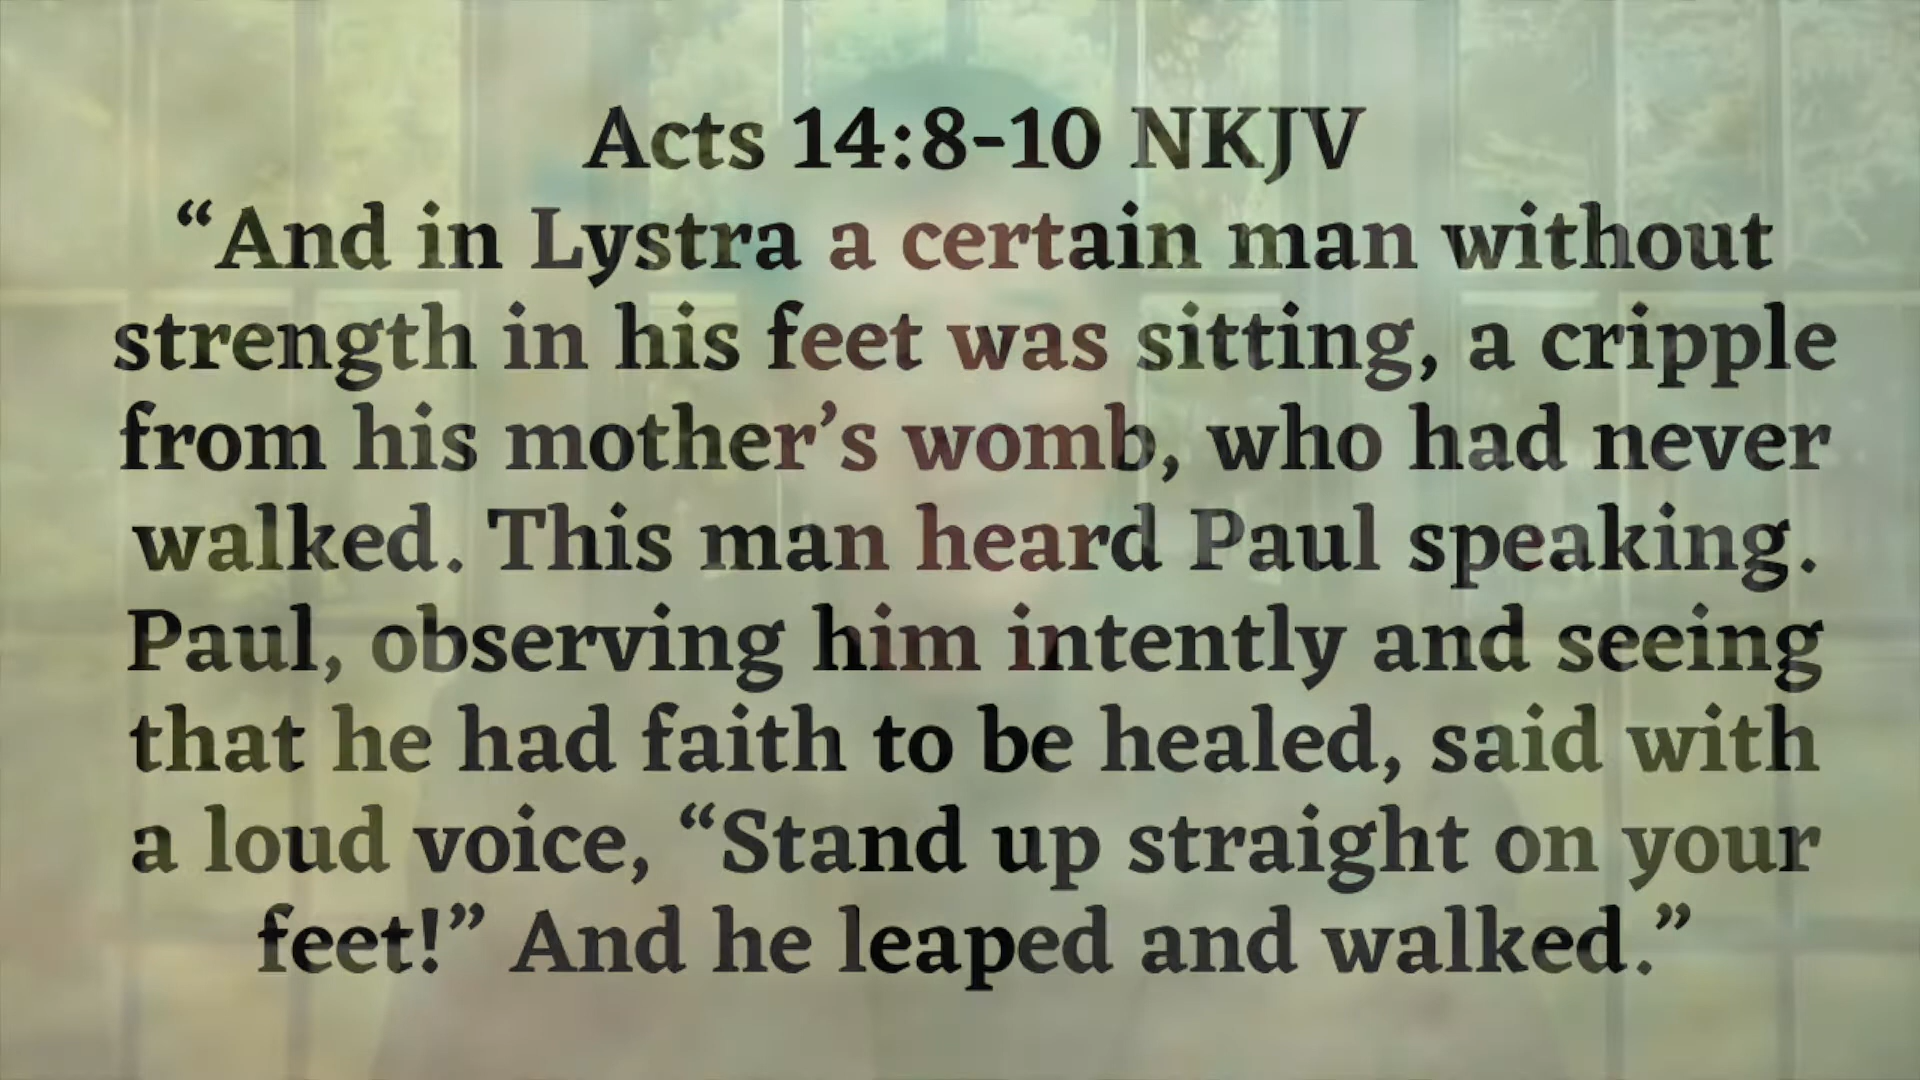 Acts 14:8-10 NKJV
“And in Lystra a certain man without
strength in his feet was sitting, a cripple
from his mother’s womb, who had never
walked. This man heard Paul speaking.
Paul, observing him intently and seeing
that he had faith to be healed, said with
a loud voice, “Stand up straight on your
feet!” And he leaped and walked.”